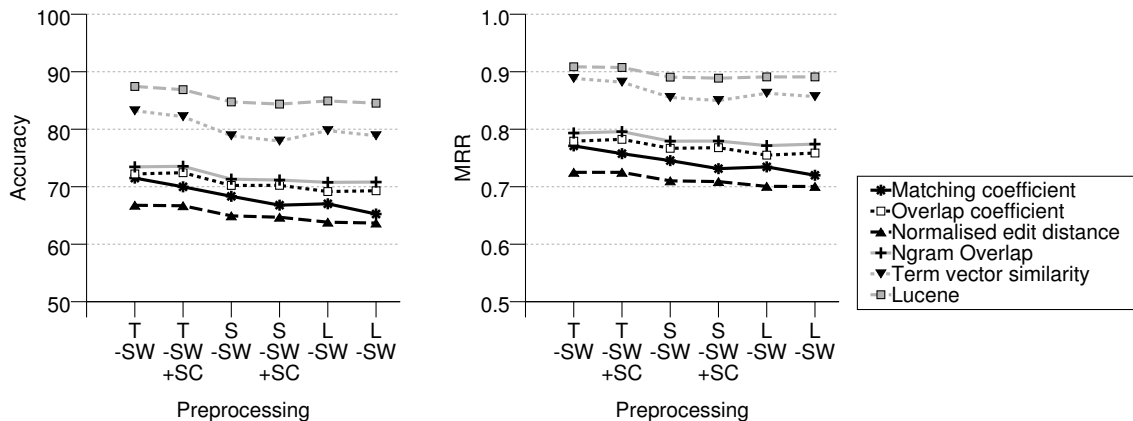 100
90
80
70
60
50
Accuracy
T
-SW
T
-SW
+SC
S
-SW
S
-SW
+SC
L
-SW
L
-SW
Preprocessing
1.0
0.9
0.8
0.7
0.6
0.5
MRR
T
-SW
T
-SW
+SC
S
-SW
S
-SW
+SC
L
-SW
L
-SW
Preprocessing
Matching coefficient
Overlap coefficient
Normalised edit distance
Ngram Overlap
Term vector similarity
Lucene